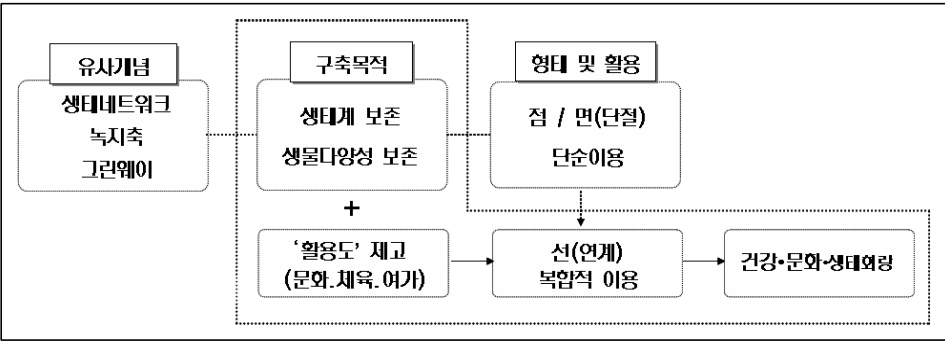 유사개념
생태네트워크
녹지축
그린웨이
구축목적
생태계 보존
생물다양성 보존
+
‘활용도’ 제고
(문화.체육.여가)
형태 및 활용
점 / 면(단절)
단순이용
선(연계)
복합적 이용
건강•문화•생태회랑